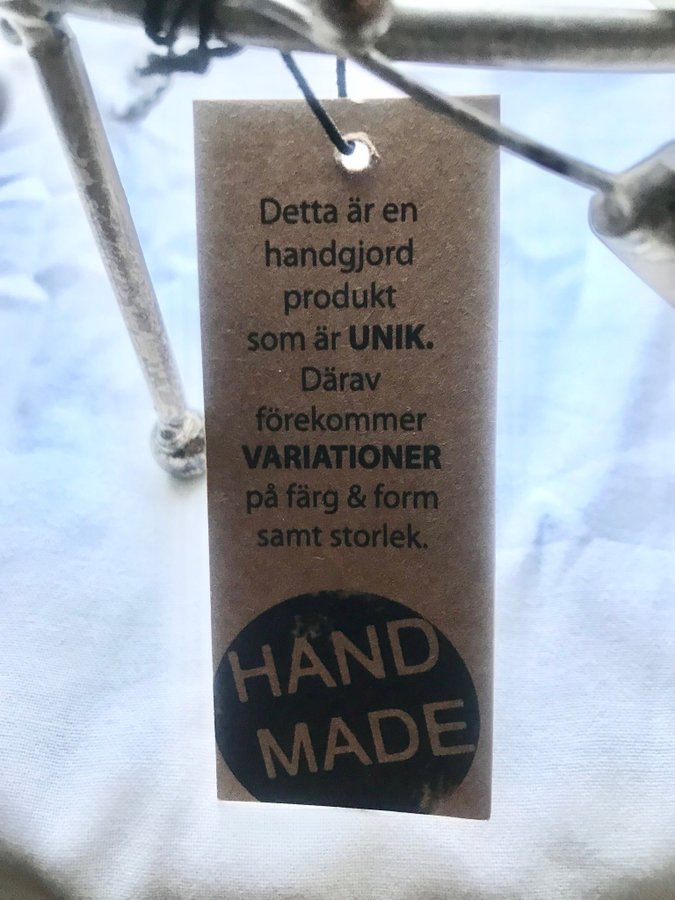 Detta är en
handgjord
produkt
som är UNIK.
Därav
förekommer
VARIATIONER
på färg & form
samt storlek.
HAND
MADE